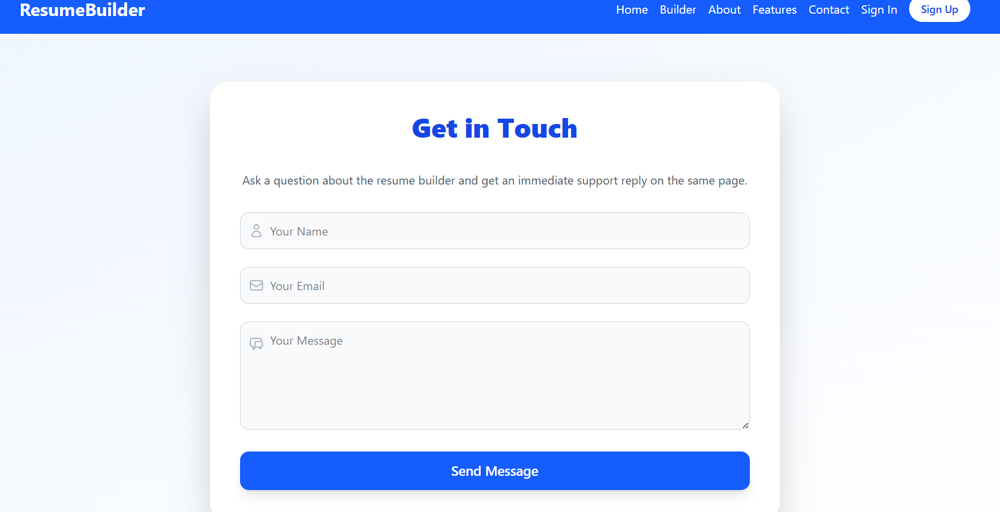 ResumeBuilder
Home Builder About Features Contact Sign In Sign Up
Get in Touch
Ask a question about the resume builder and get an immediate support reply on the same page.
Your Name
Your Email
Your Message
Send Message